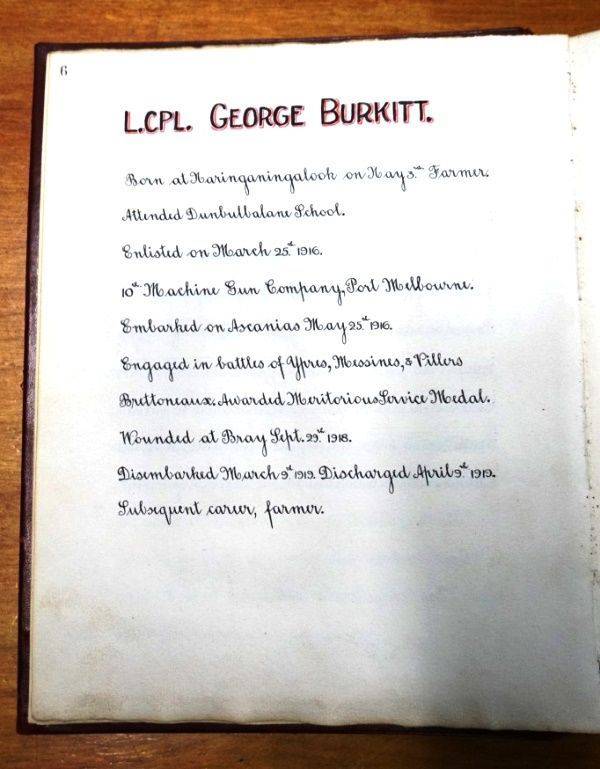 6
L.CPL. GEORGE BURKITT.
Born at Naringaningalook on May 3rd Farmer.
Attended Dunbulbalane School.
Enlisted on March 25th 1916.
10th Machine Gun Company, Port Melbourne.
Embarked on Ascanias May 25th 1916.
Engaged in battles of Ypres, Messines, & Villers
Brettoneaux. Awarded Meritorious Service Medal.
Wounded at Bray Sept. 29th 1918.
Disembarked March 9th 1919. Discharged April 9th 1919.
Subsequent career, farmer.